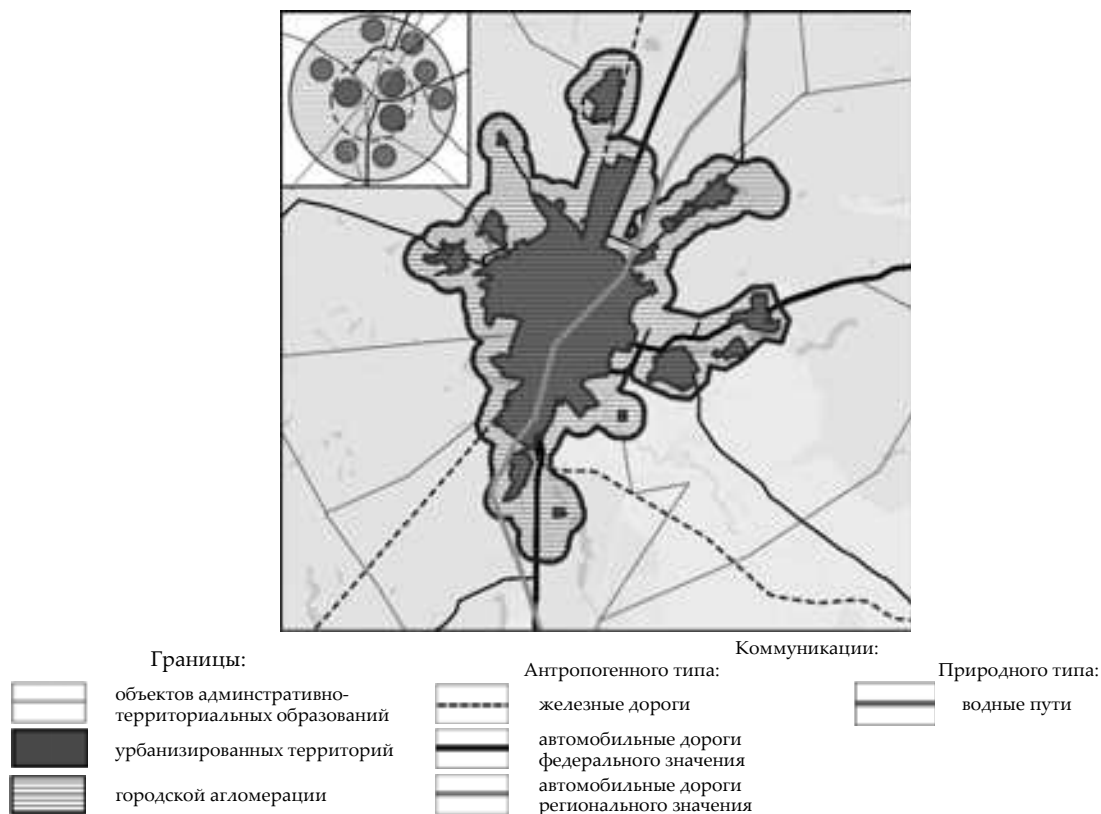 Границы:
объектов админстративно-
территориальных образований
урбанизированных территорий
городской агломерации
Коммуникации:
Антропогенного типа:
железные дороги
автомобильные дороги
федерального значения
автомобильные дороги
регионального значения
Природного типа:
водные пути